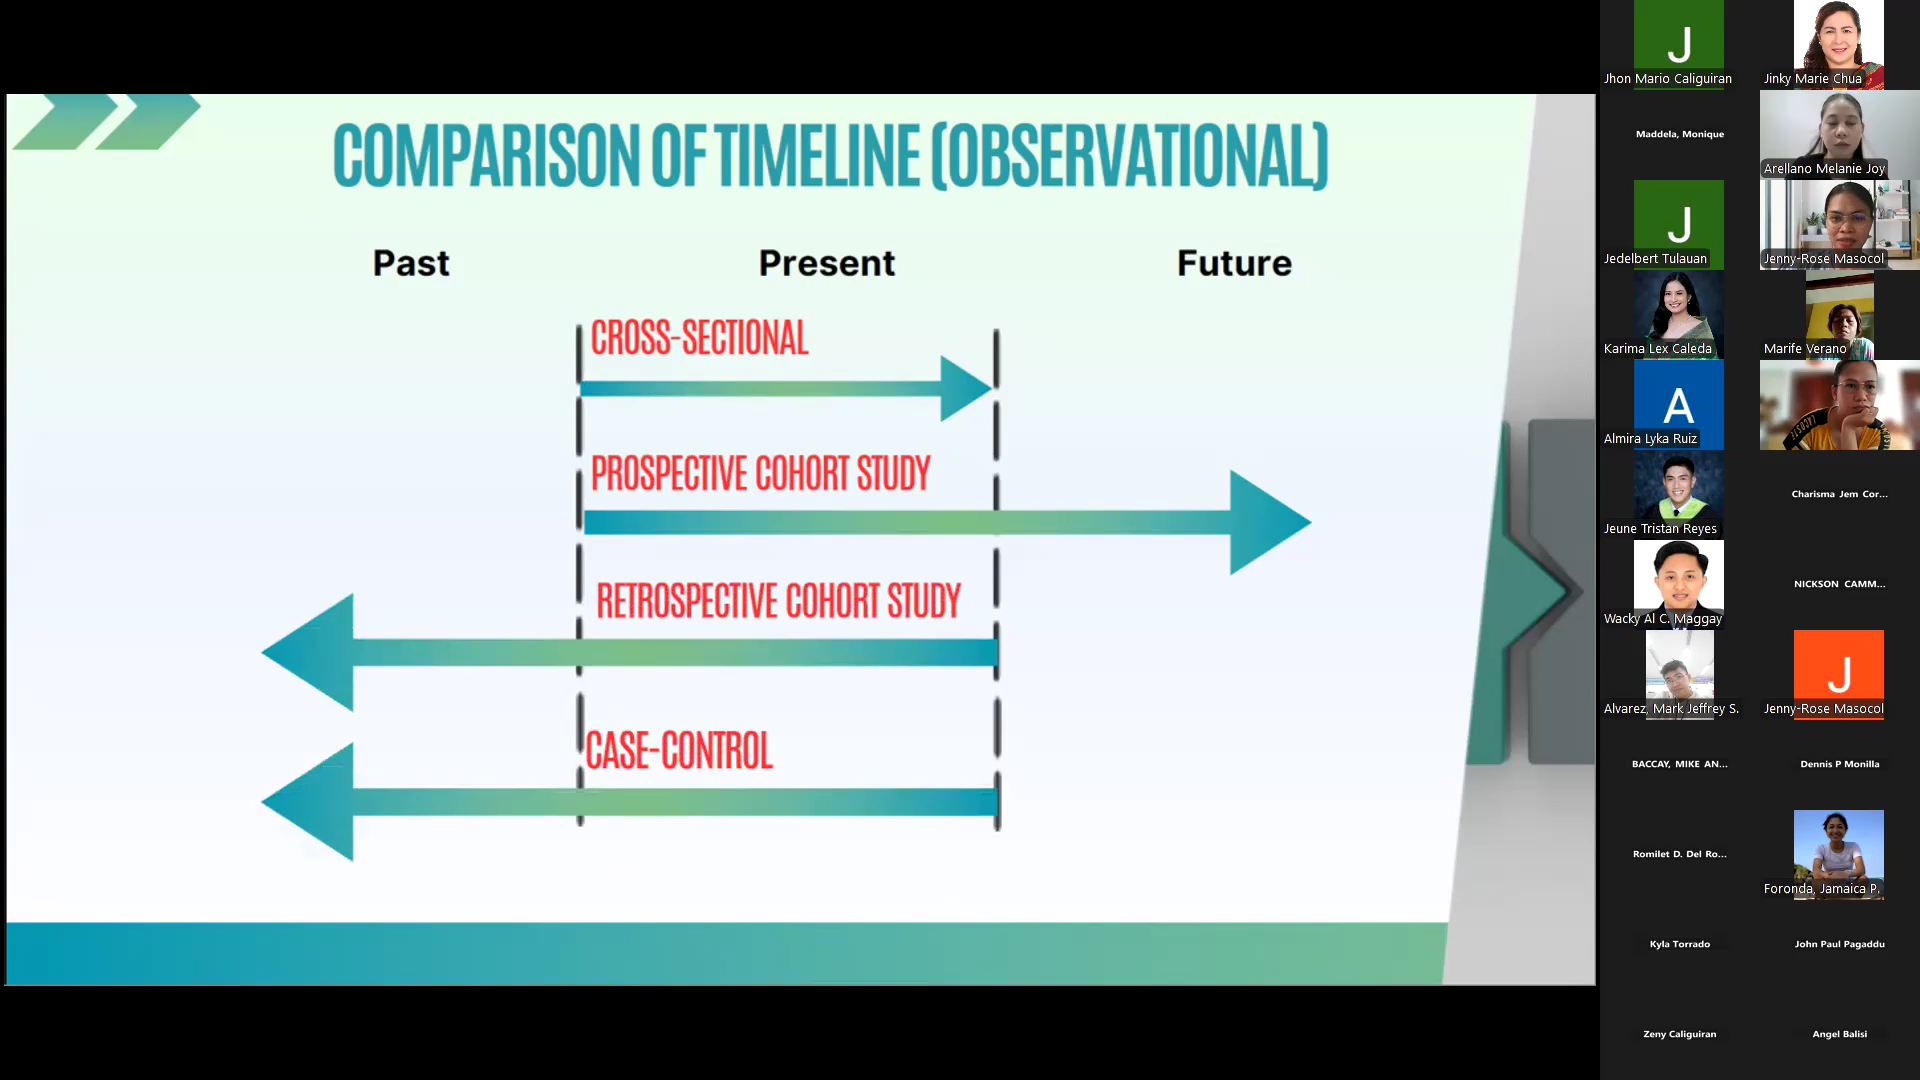 COMPARISON OF TIMELINE (OBSERVATIONAL)
Past
Present
Future
CROSS-SECTIONAL
PROSPECTIVE COHORT STUDY
RETROSPECTIVE COHORT STUDY
CASE-CONTROL
J
Jhon Mario Caliguiran
Jinky Marie Chua
Maddela, Monique
Arellano Melanie Joy
J
Jedelbert Tulauan
Jenny-Rose Masocol
Karima Lex Caleda
Marife Verano
A
Almira Lyka Ruiz
Jeune Tristan Reyes
Charisma Jem Cor...
Wacky Al C. Maggay
NICKSON CAMM...
Alvarez, Mark Jeffrey S.
J
Jenny-Rose Masocol
BACCAY, MIKE AN...
Dennis P Monilla
Romilet D. Del Ro...
Foronda, Jamaica P.
Kyla Torrado
John Paul Pagaddu
Zeny Caliguiran
Angel Balisi